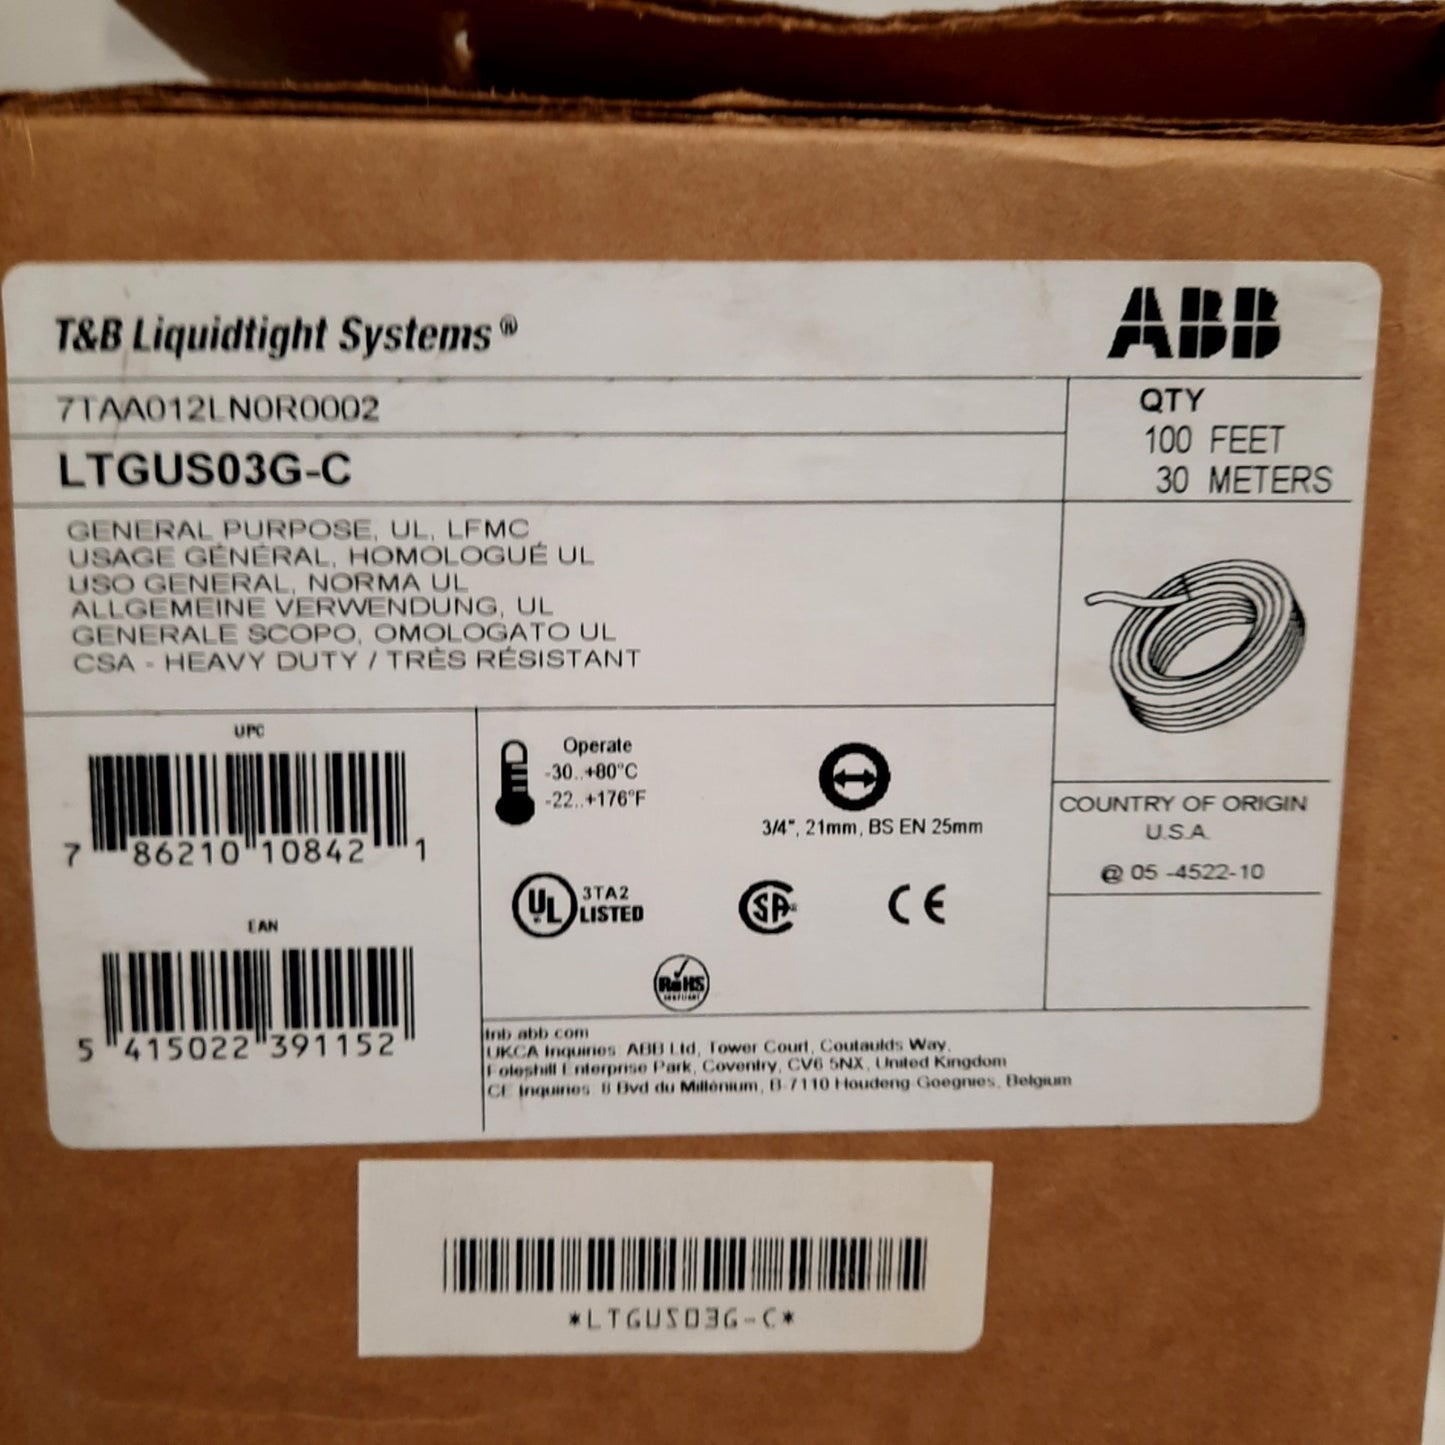 T&B Liquidtight Systems®
ABB
7TAA012LN0R0002
LTGUS03G-C
QTY
100 FEET
30 METERS
GENERAL PURPOSE, UL, LFMC
USAGE GÉNÉRAL, HOMOLOGUÉ UL
USO GENERAL, NORMA UL
ALLGEMEINE VERWENDUNG, UL
GENERALE SCOPO, OMOLOGATO UL
CSA - HEAVY DUTY / TRÈS RÉSISTANT
UPC
7 86210 10842 1
EAN
5 415022 391152
Operate
-30..+80°C
-22..+176°F
3/4", 21mm, BS EN 25mm
UL 3TA2
LISTED
SA
CE
RoHS
COMPLIANT
COUNTRY OF ORIGIN
U.S.A.
@ 05 -4522-10
tnb.abb.com
UKCA Inquiries: ABB Ltd, Tower Court, Coutaulds Way,
Foleshill Enterprise Park, Coventry, CV6 5NX, United Kingdom
CE Inquiries: 8 Bvd du Millénium, B-7110 Houdeng-Goegnies, Belgium
*LTGUS03G-C*